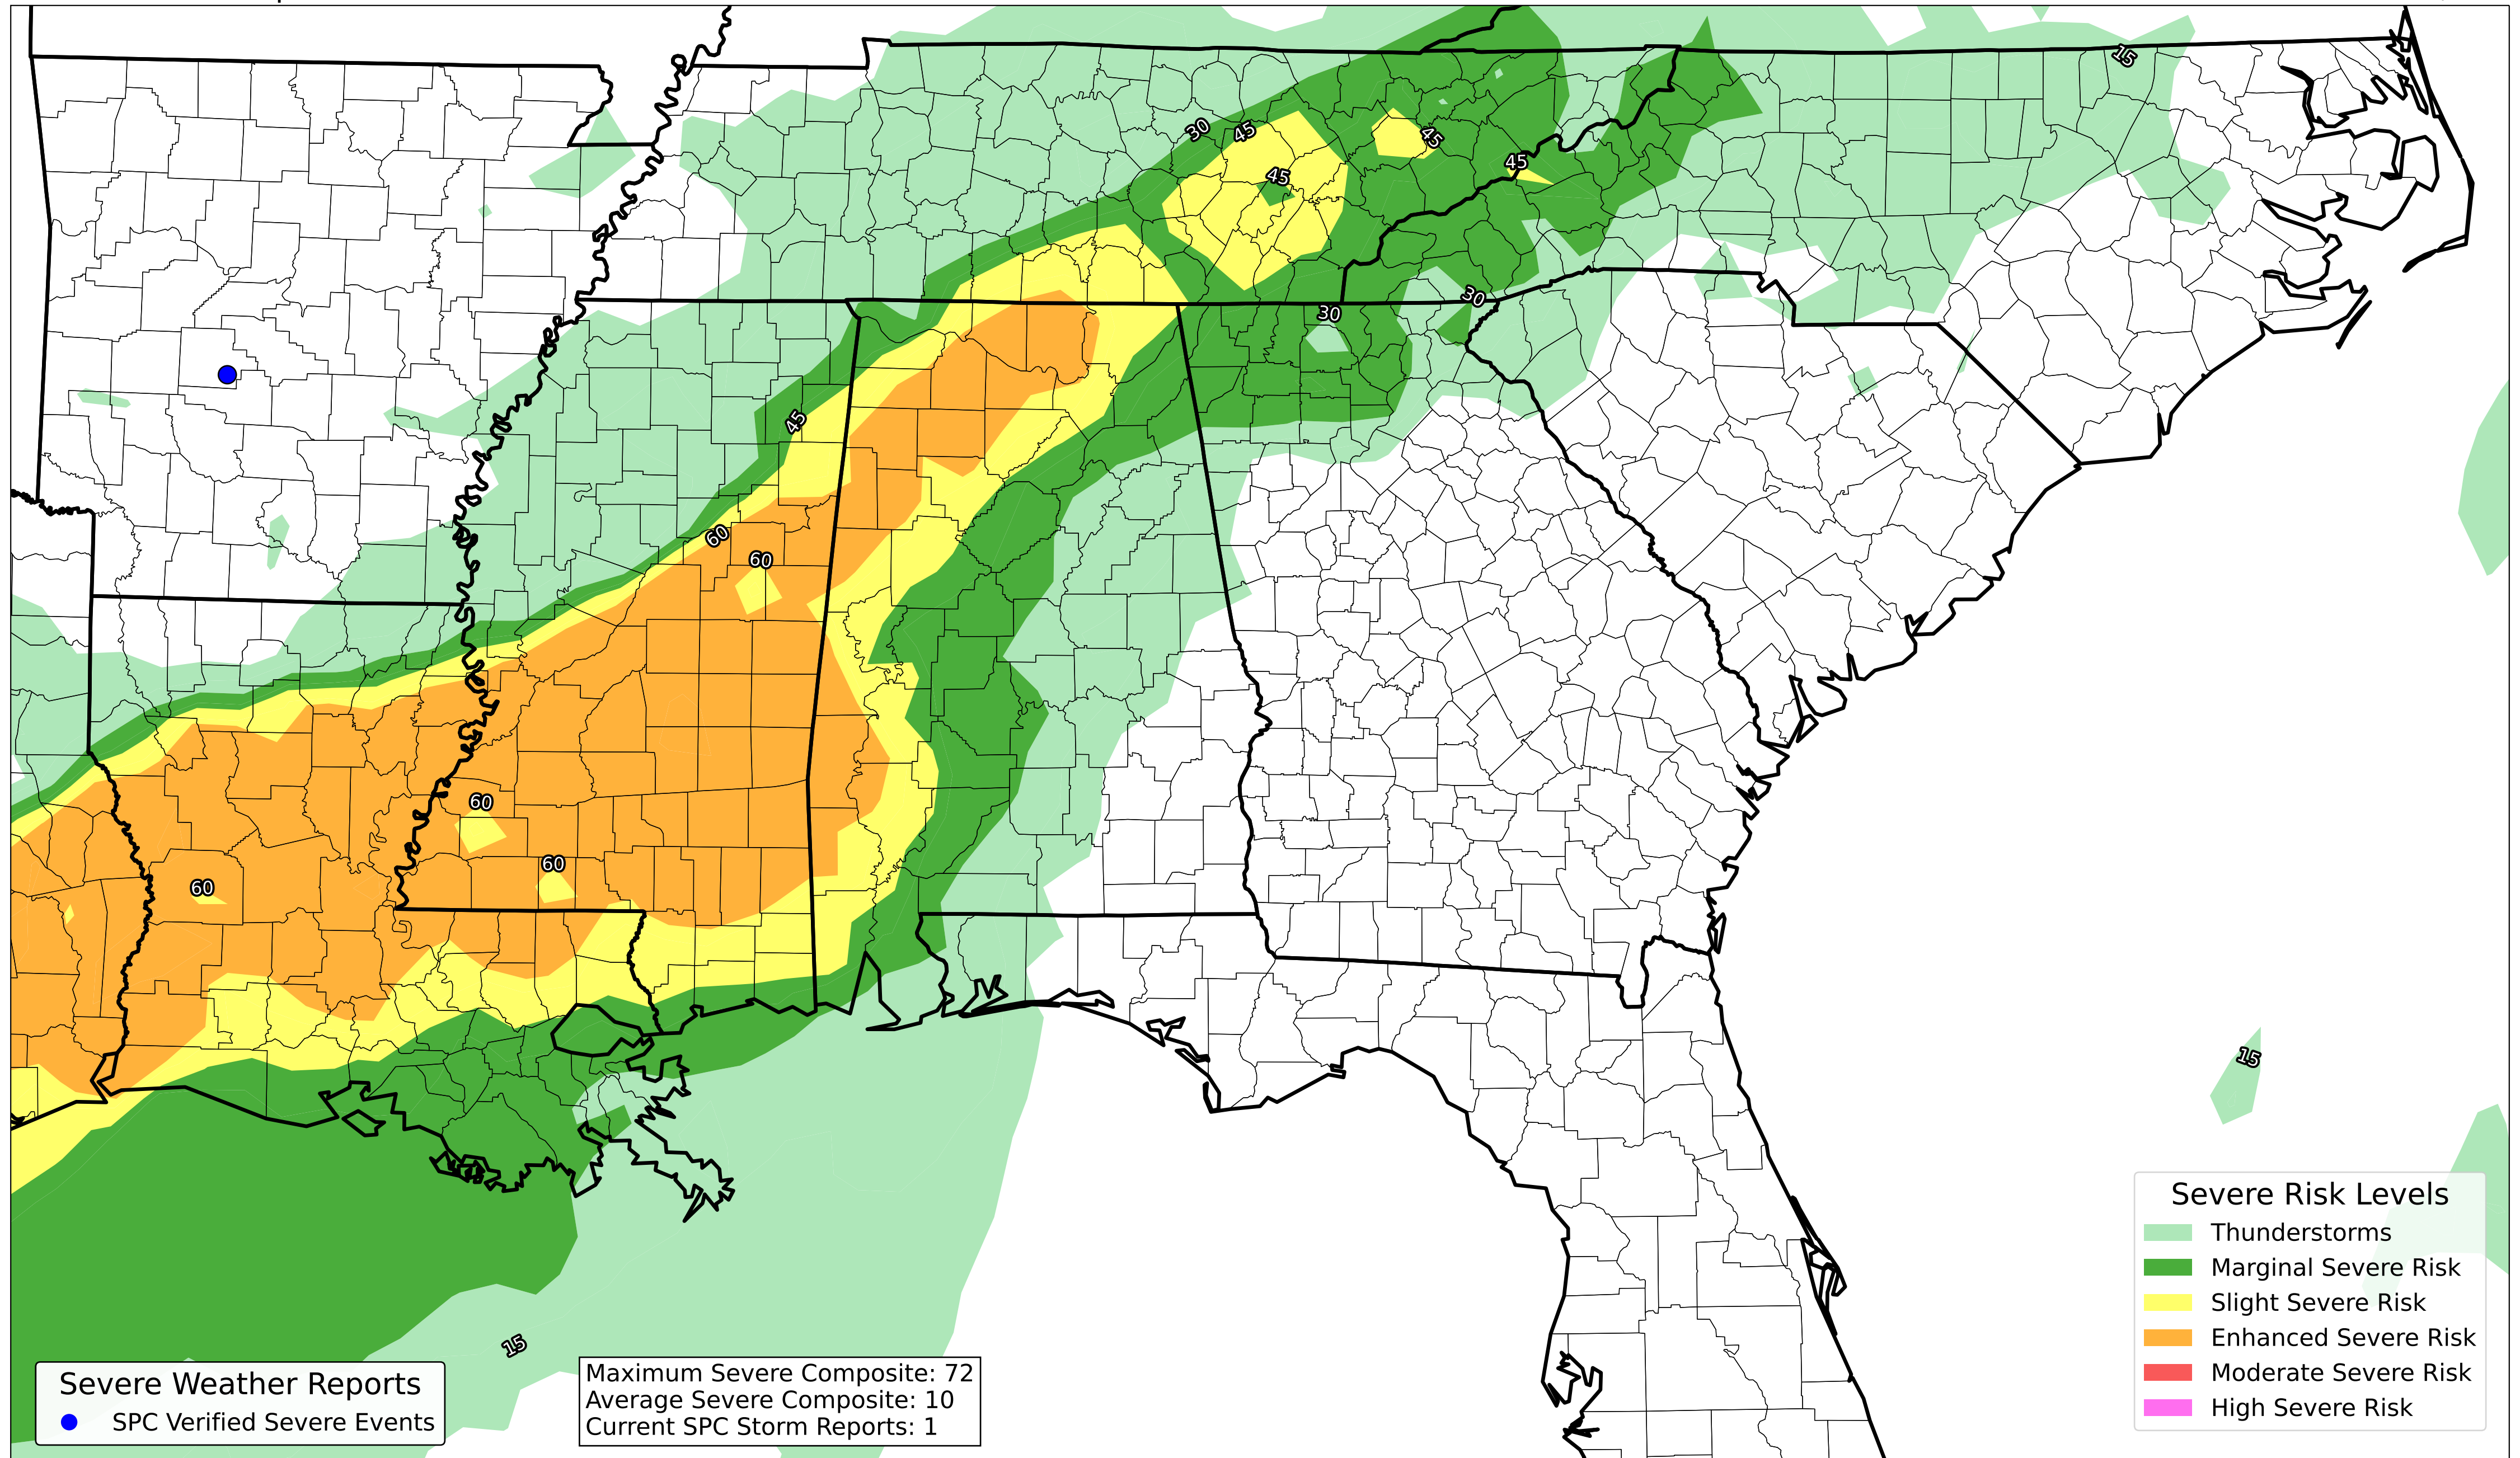 15
30
45
45
45
45
30
30
45
60
60
60
60
60
15
15
Severe Risk Levels
Thunderstorms
Marginal Severe Risk
Slight Severe Risk
Enhanced Severe Risk
Moderate Severe Risk
High Severe Risk
Severe Weather Reports
SPC Verified Severe Events
Maximum Severe Composite: 72
Average Severe Composite: 10
Current SPC Storm Reports: 1